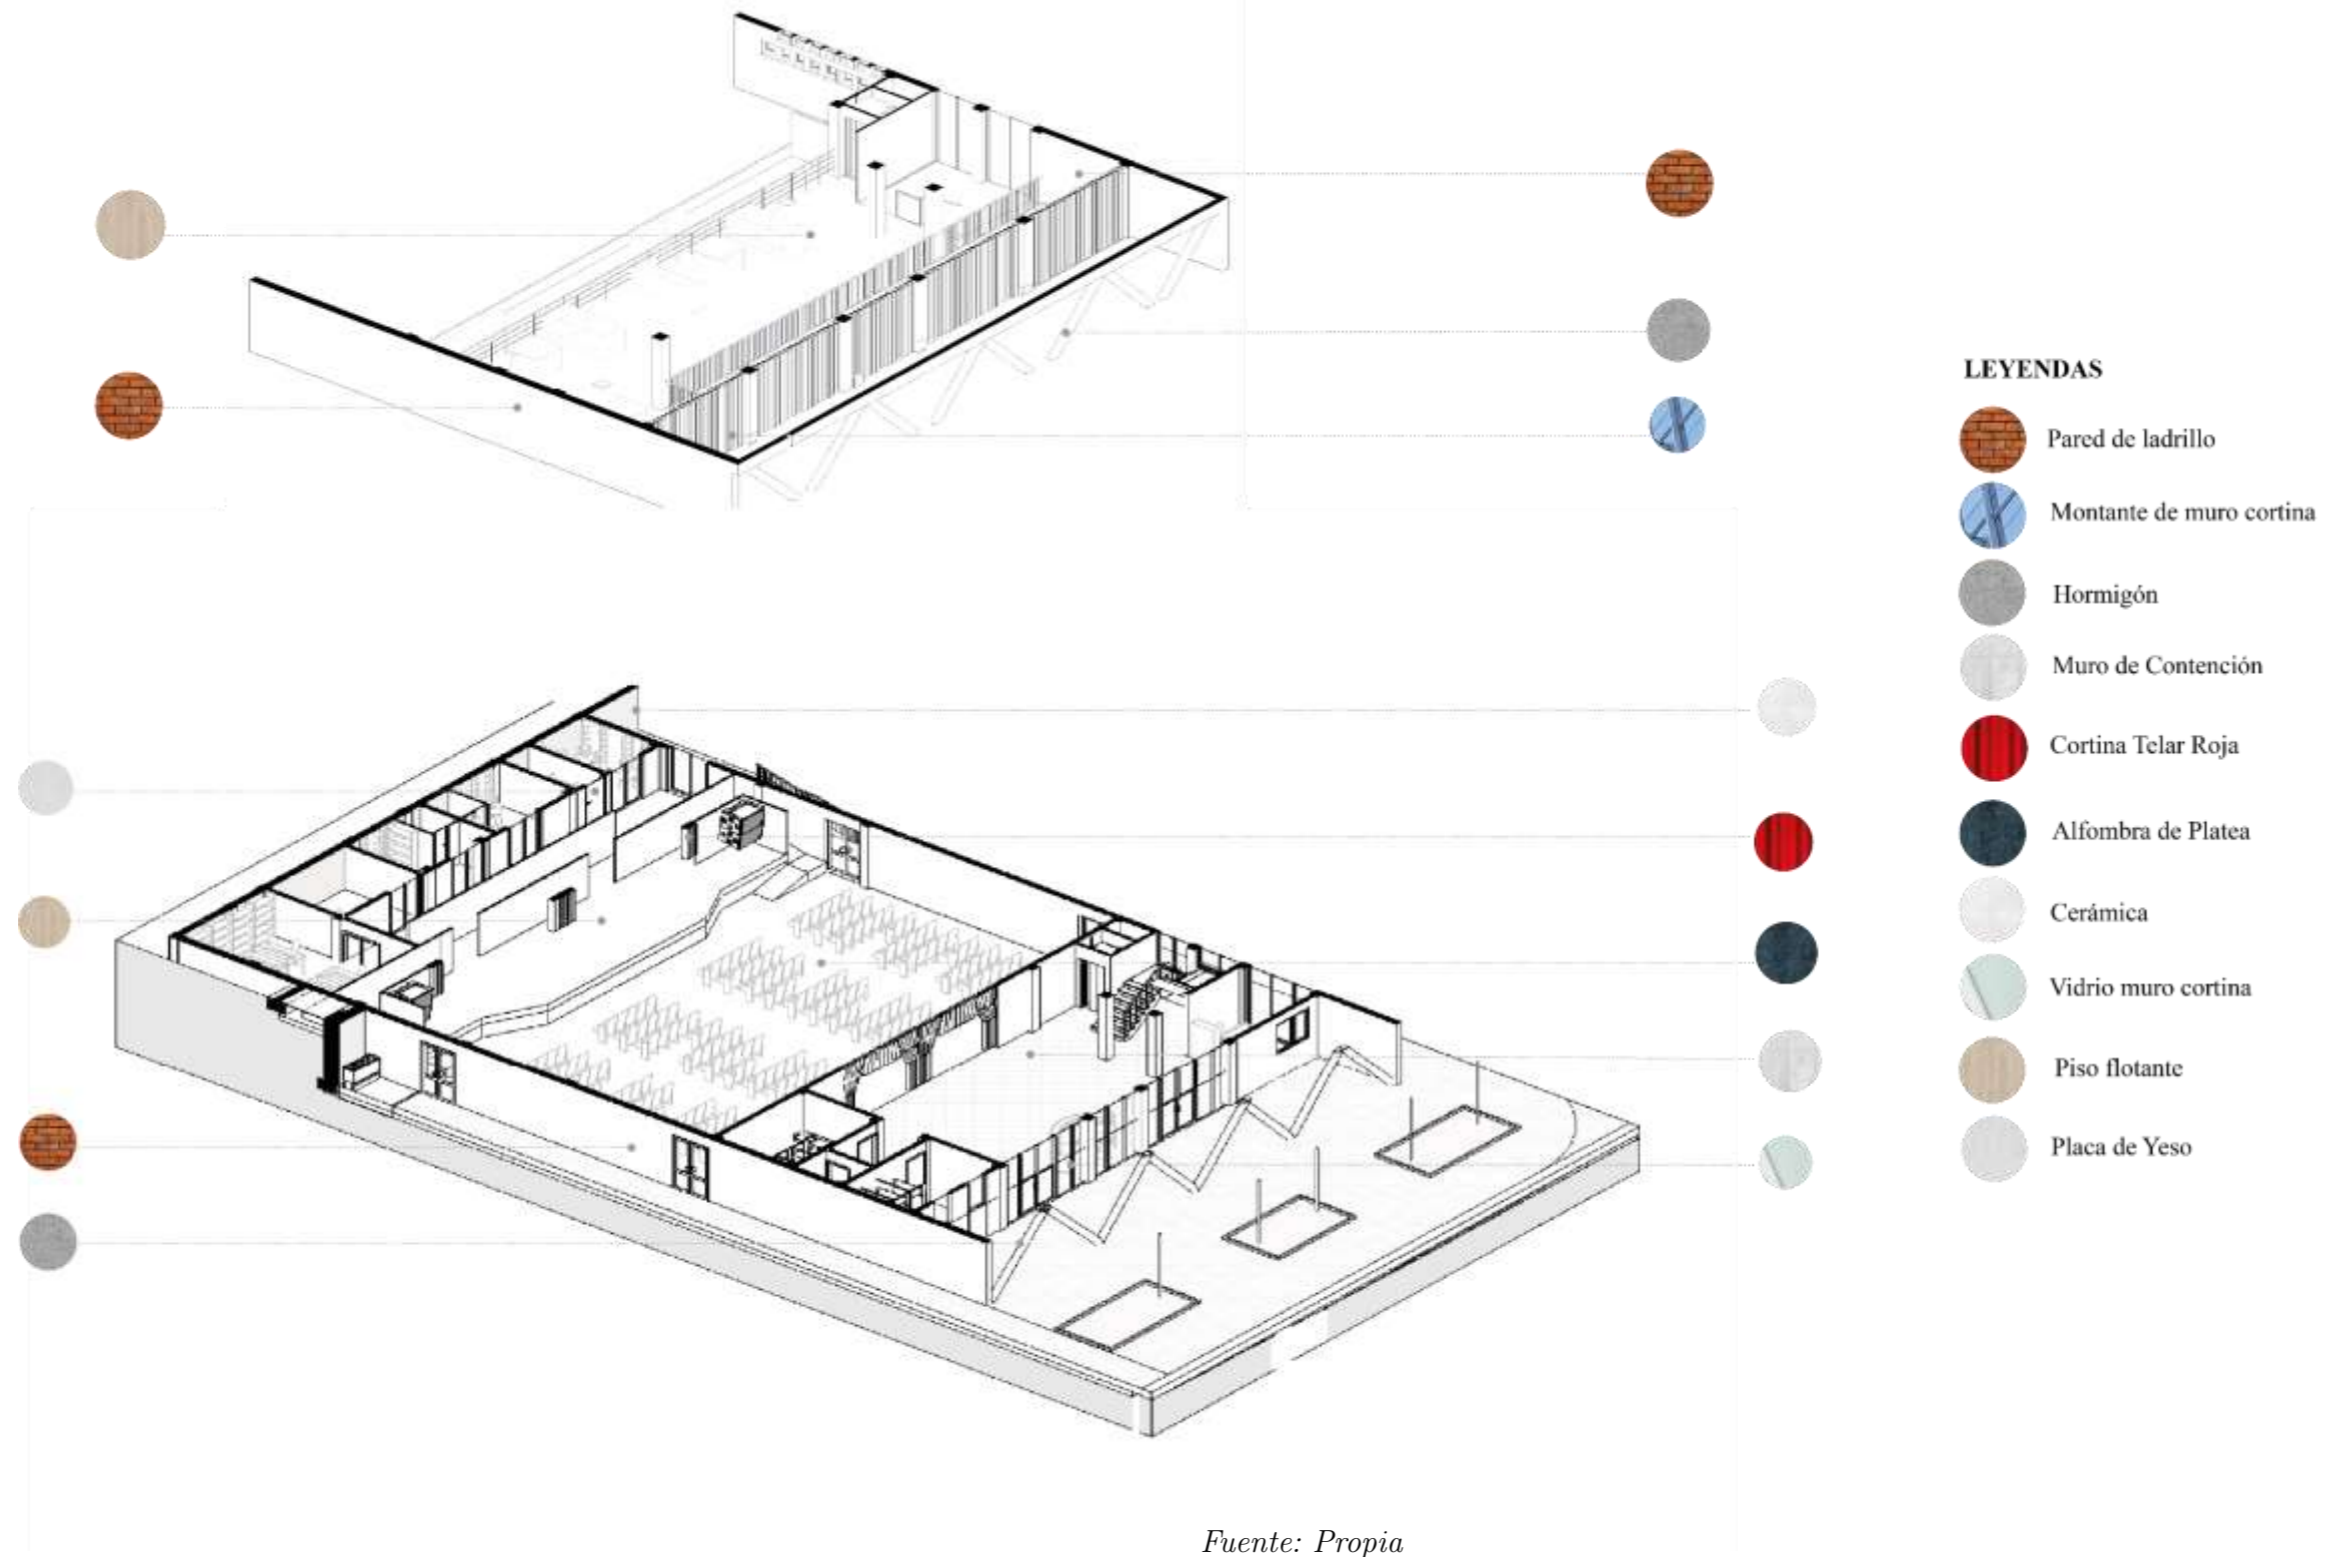 LEYENDAS
Pared de ladrillo
Montante de muro cortina
Hormigón
Muro de Contención
Cortina Telar Roja
Alfombra de Platea
Cerámica
Vidrio muro cortina
Piso flotante
Placa de Yeso
Fuente: Propia